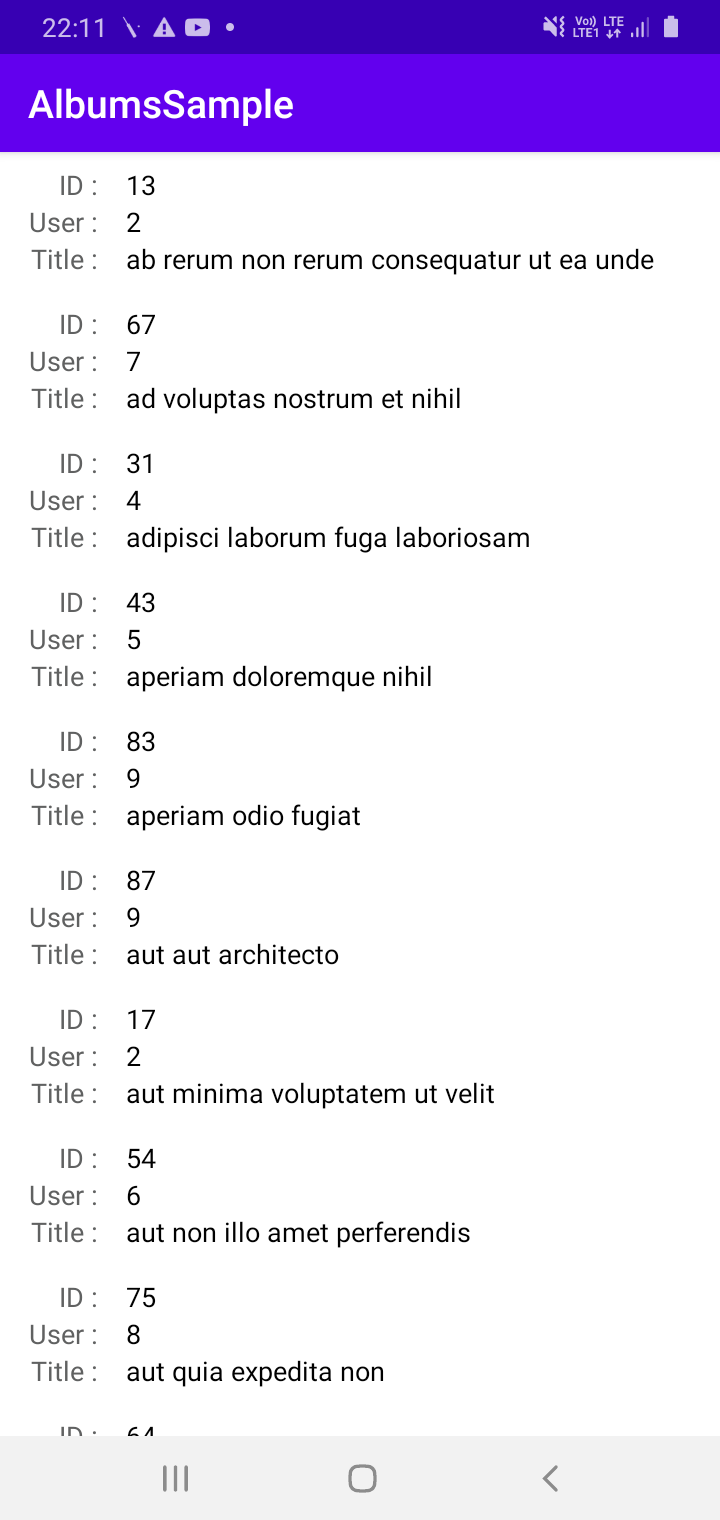 22:11 Vo)) LTE
LTE1
AlbumsSample
ID : 13
User : 2
Title : ab rerum non rerum consequatur ut ea unde
ID : 67
User : 7
Title : ad voluptas nostrum et nihil
ID : 31
User : 4
Title : adipisci laborum fuga laboriosam
ID : 43
User : 5
Title : aperiam doloremque nihil
ID : 83
User : 9
Title : aperiam odio fugiat
ID : 87
User : 9
Title : aut aut architecto
ID : 17
User : 2
Title : aut minima voluptatem ut velit
ID : 54
User : 6
Title : aut non illo amet perferendis
ID : 75
User : 8
Title : aut quia expedita non
ID : 64